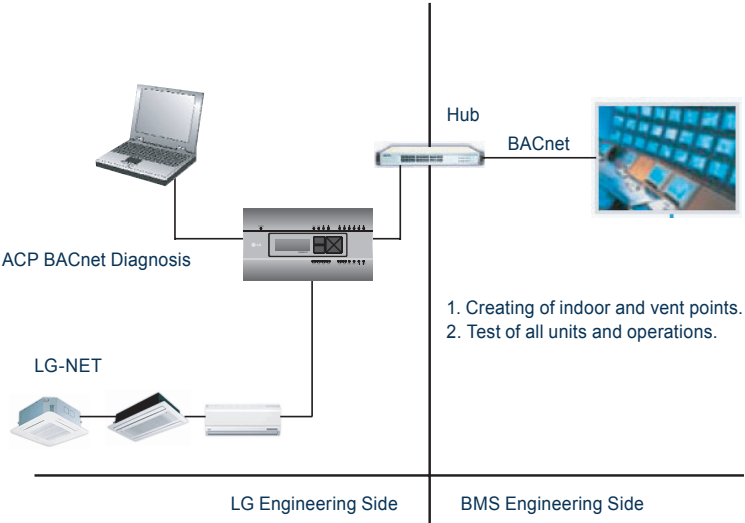 Hub
BACnet
ACP BACnet Diagnosis
1. Creating of indoor and vent points.
2. Test of all units and operations.
LG-NET
LG Engineering Side
BMS Engineering Side